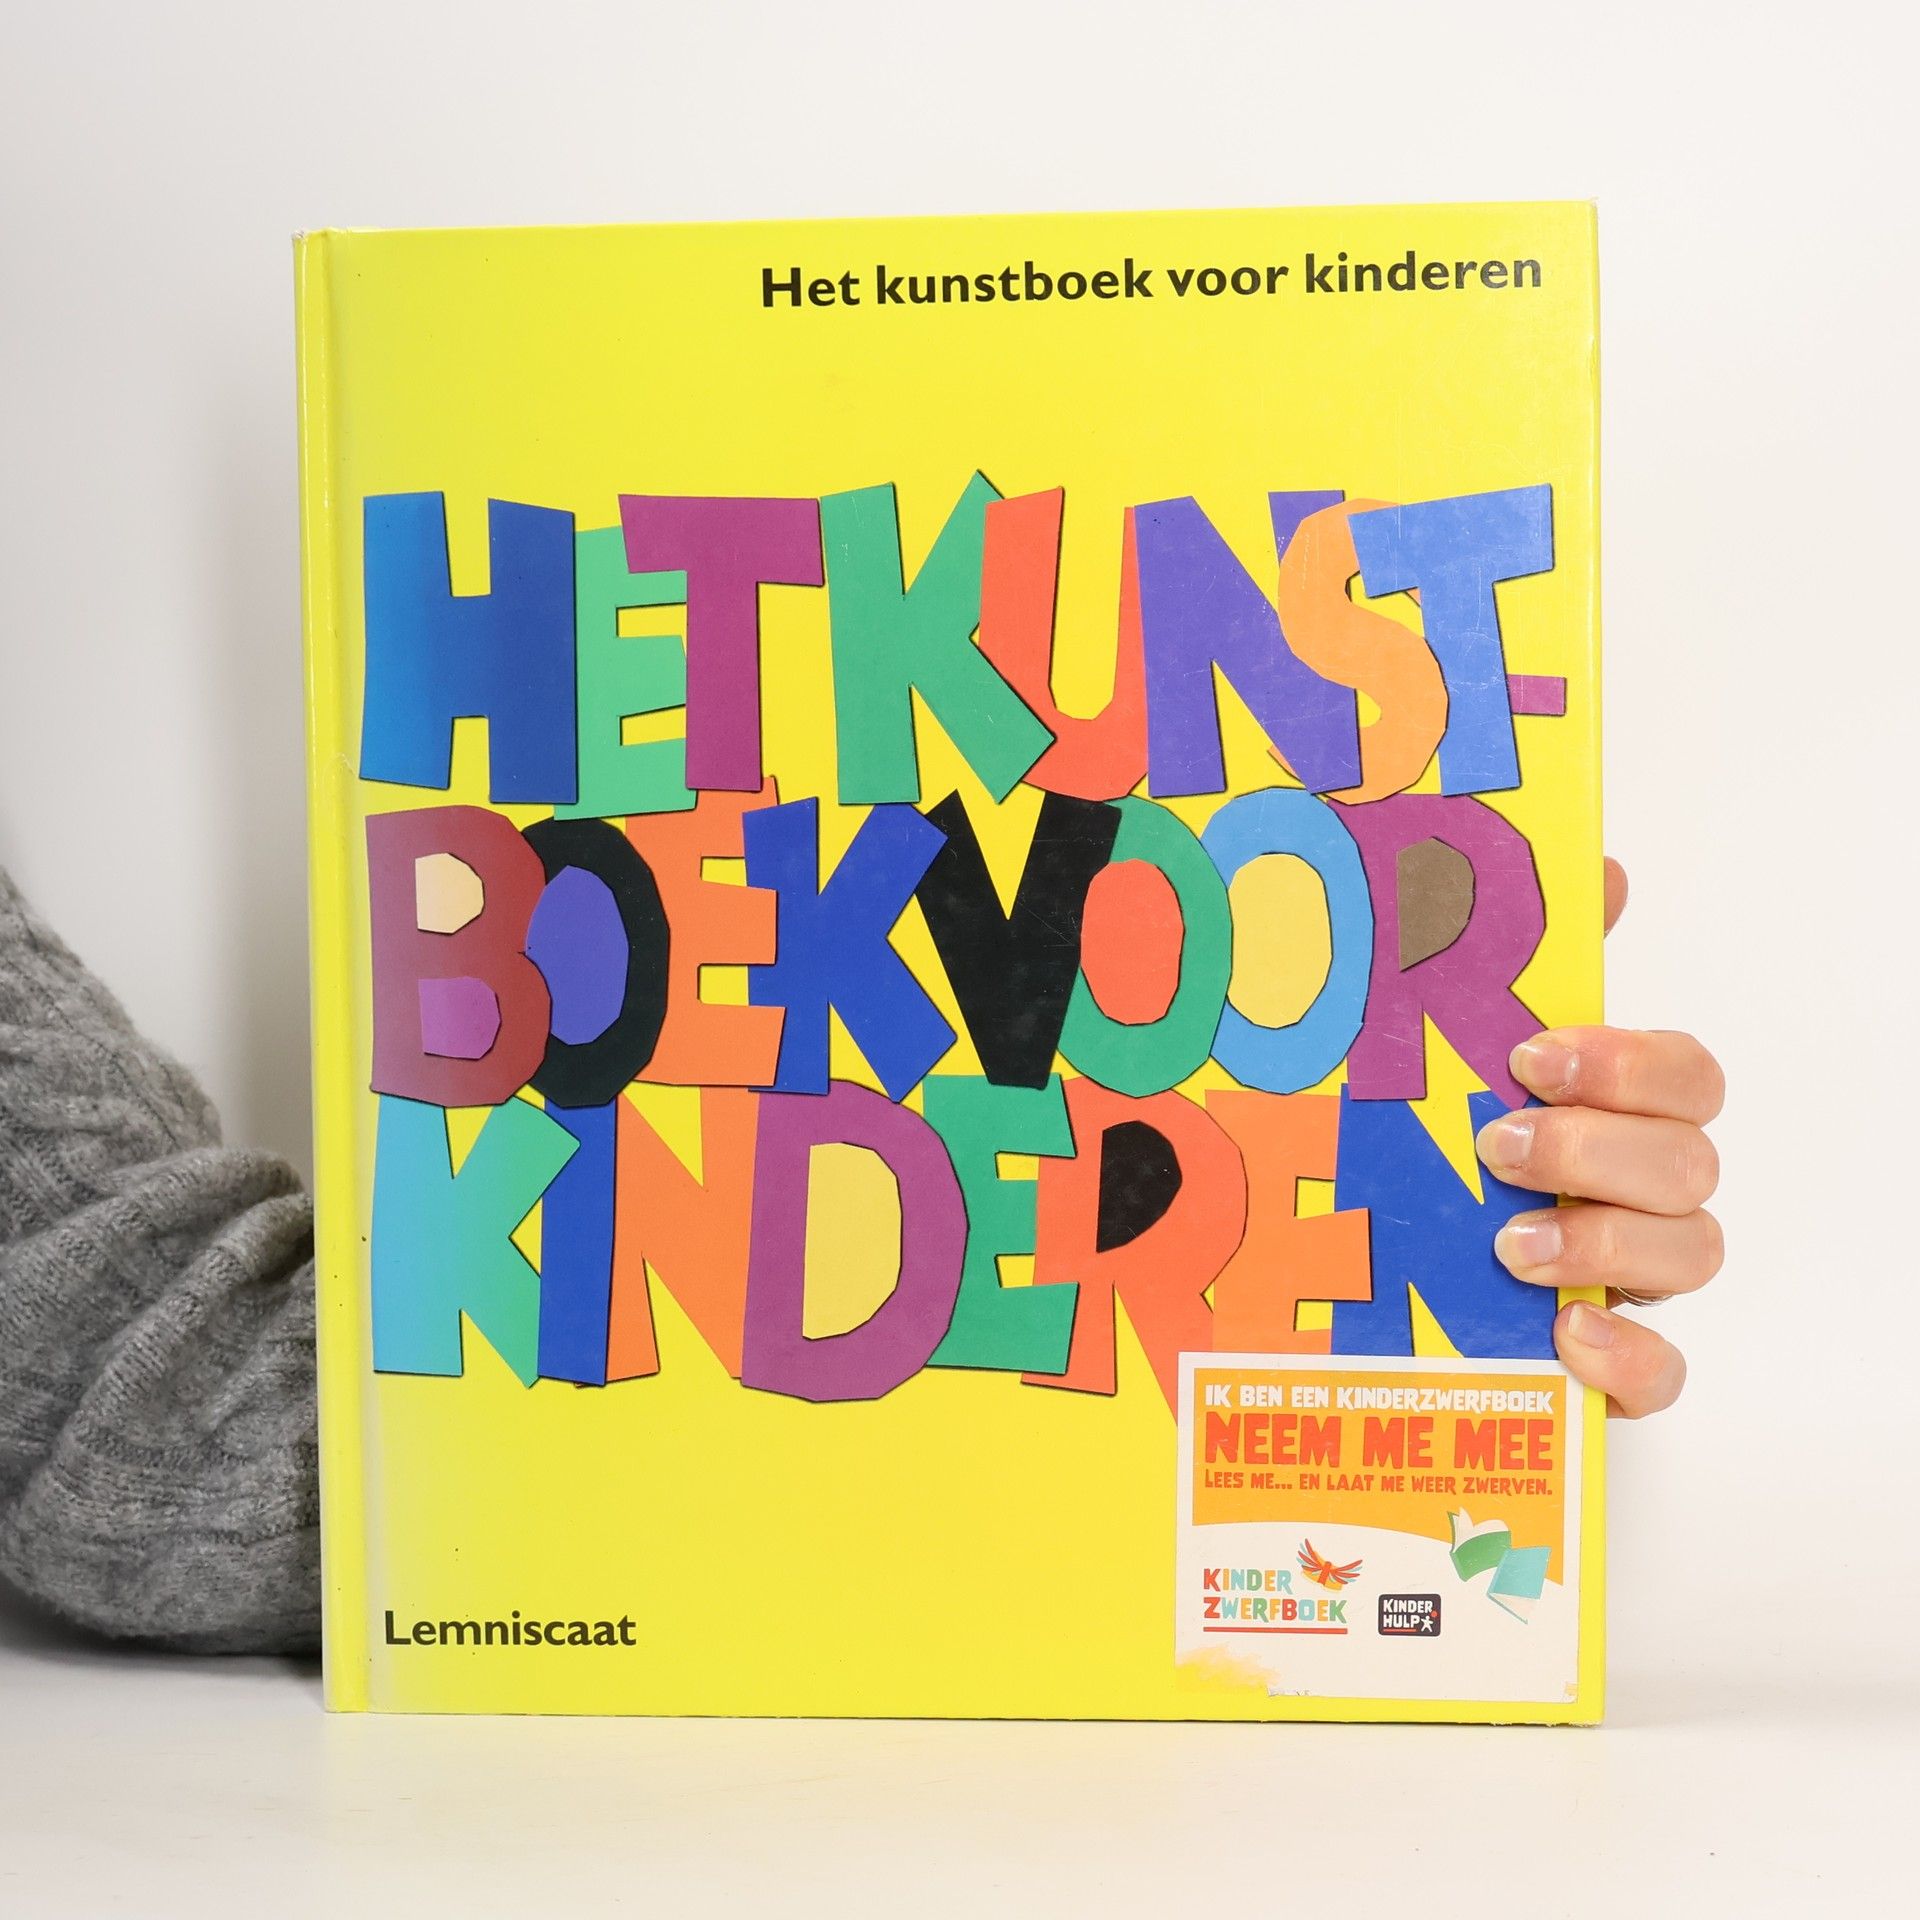 Het kunstboek voor kinderen
HET KUNST-
BOEK VOOR
KINDEREN
IK BEN EEN KINDERZWERFBOEK
NEEM ME MEE
LEES ME... EN LAAT ME WEER ZWERVEN.
KINDER
ZWERFBOEK
KINDER
HULP
Lemniscaat